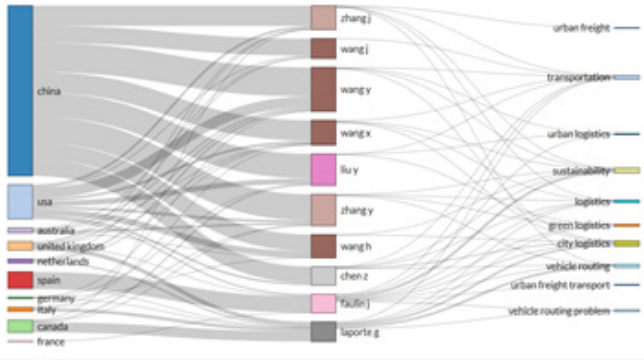 china
usa
australia
united kingdom
netherlands
spain
germany
italy
canada
france
zhang j
wang j
wang y
wang x
liu y
zhang y
wang h
chen z
faulin j
laporte g
urban freight
transportation
urban logistics
sustainability
logistics
green logistics
city logistics
vehicle routing
urban freight transport
vehicle routing problem